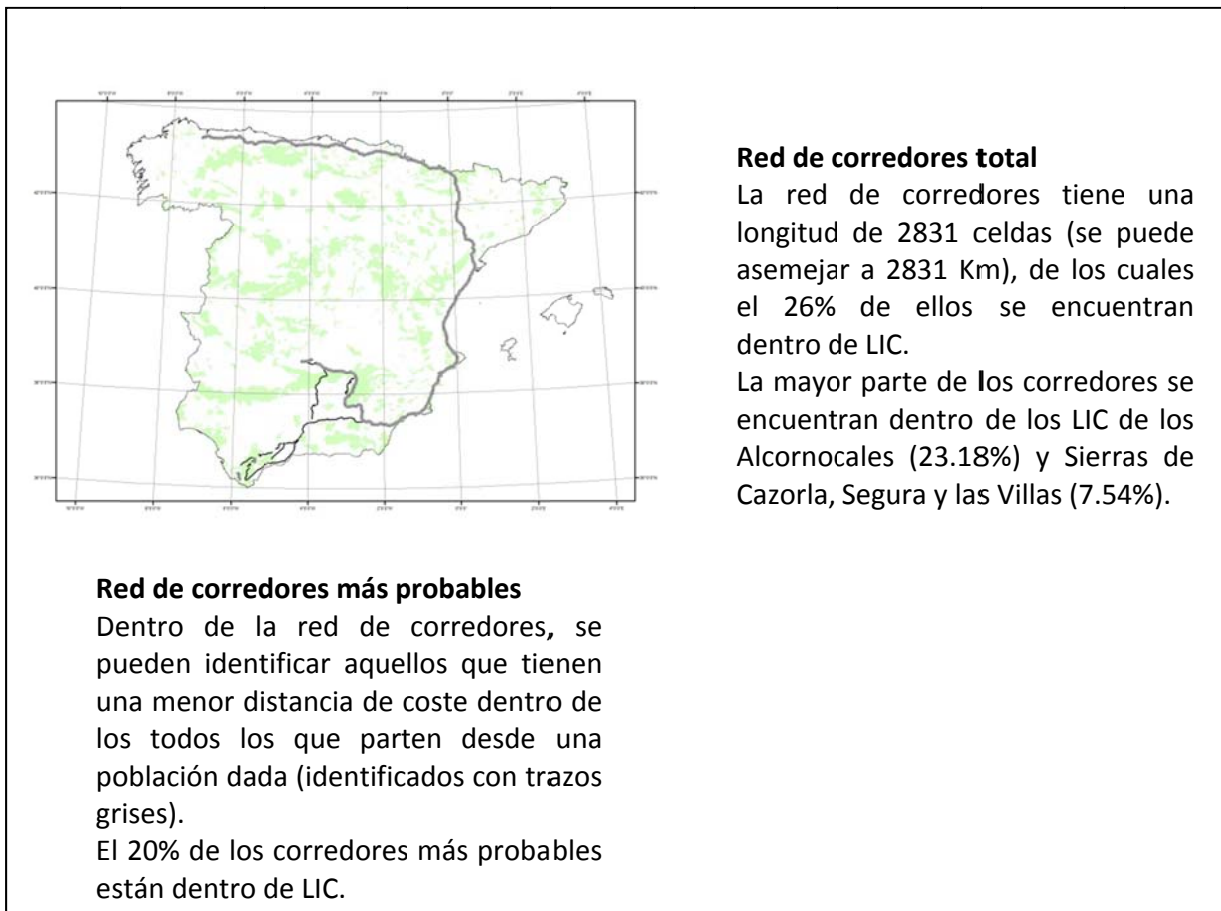 Red de corredores total
La red de corredores tiene una
longitud de 2831 celdas (se puede
asemejar a 2831 Km), de los cuales
el 26% de ellos se encuentran
dentro de LIC.
La mayor parte de los corredores se
encuentran dentro de los LIC de los
Alcornocales (23.18%) y Sierras de
Cazorla, Segura y las Villas (7.54%).
Red de corredores más probables
Dentro de la red de corredores, se
pueden identificar aquellos que tienen
una menor distancia de coste dentro de
los todos los que parten desde una
población dada (identificados con trazos
grises).
El 20% de los corredores más probables
están dentro de LIC.